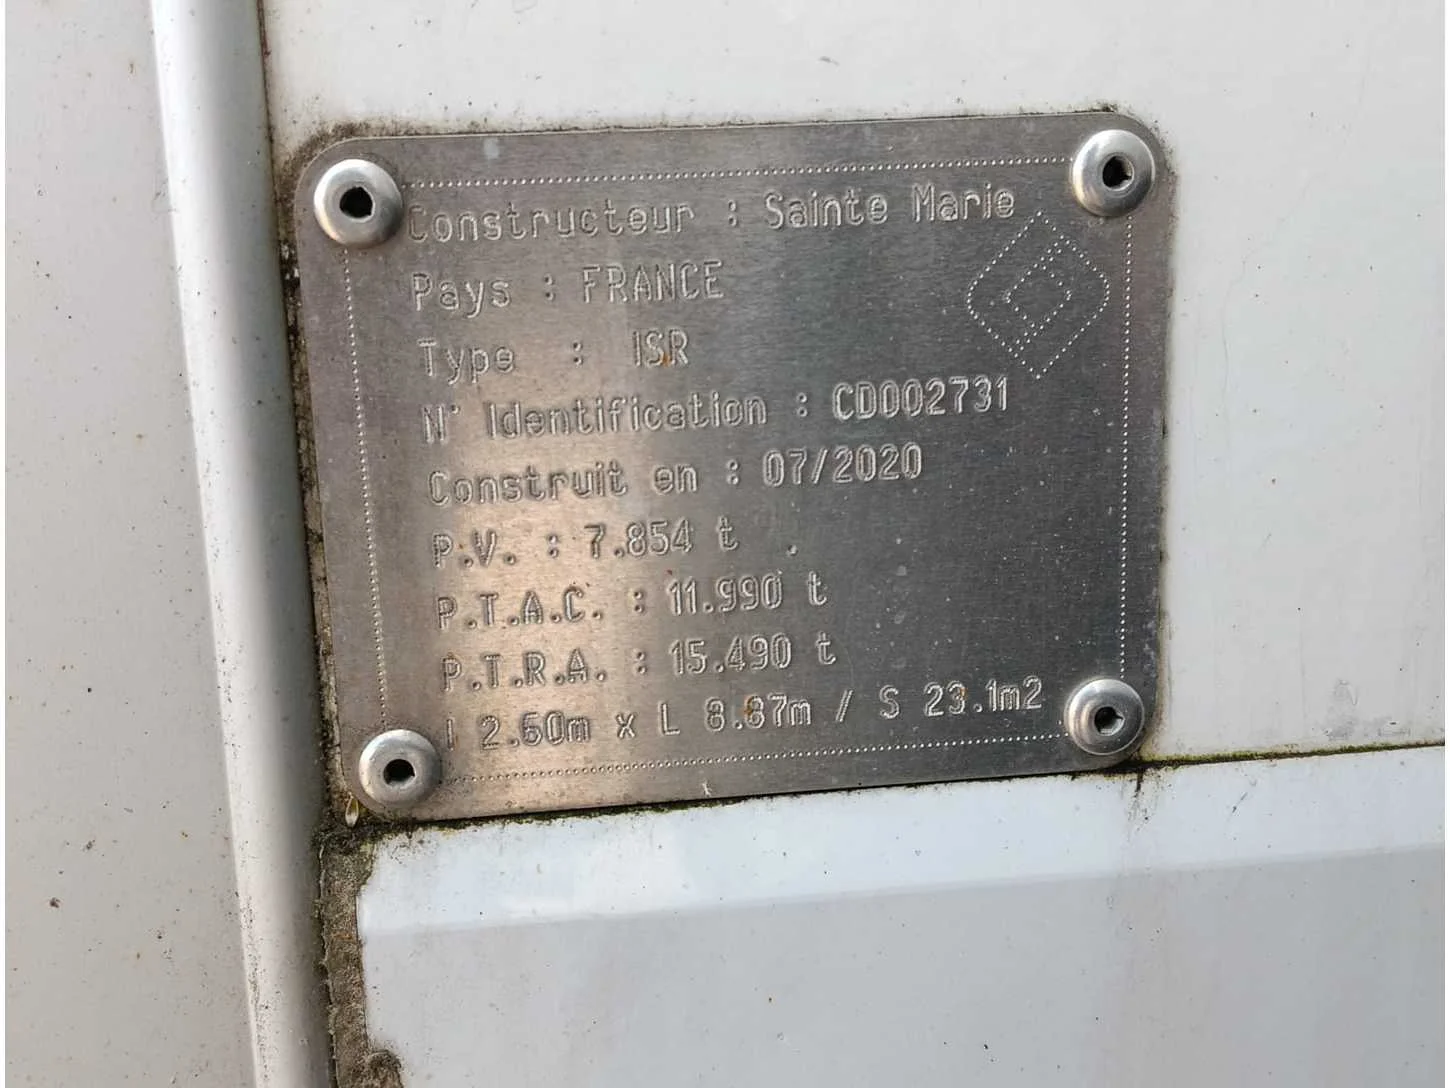 Constructeur : Sainte Marie
Pays : FRANCE
Type : ISR
N° Identification : CD002731
Construit en : 07/2020
P.V. : 7.854 t
P.T.A.C. : 11.990 t
P.T.R.A. : 15.490 t
l 2.60m x L 8.87m / S 23.1m2